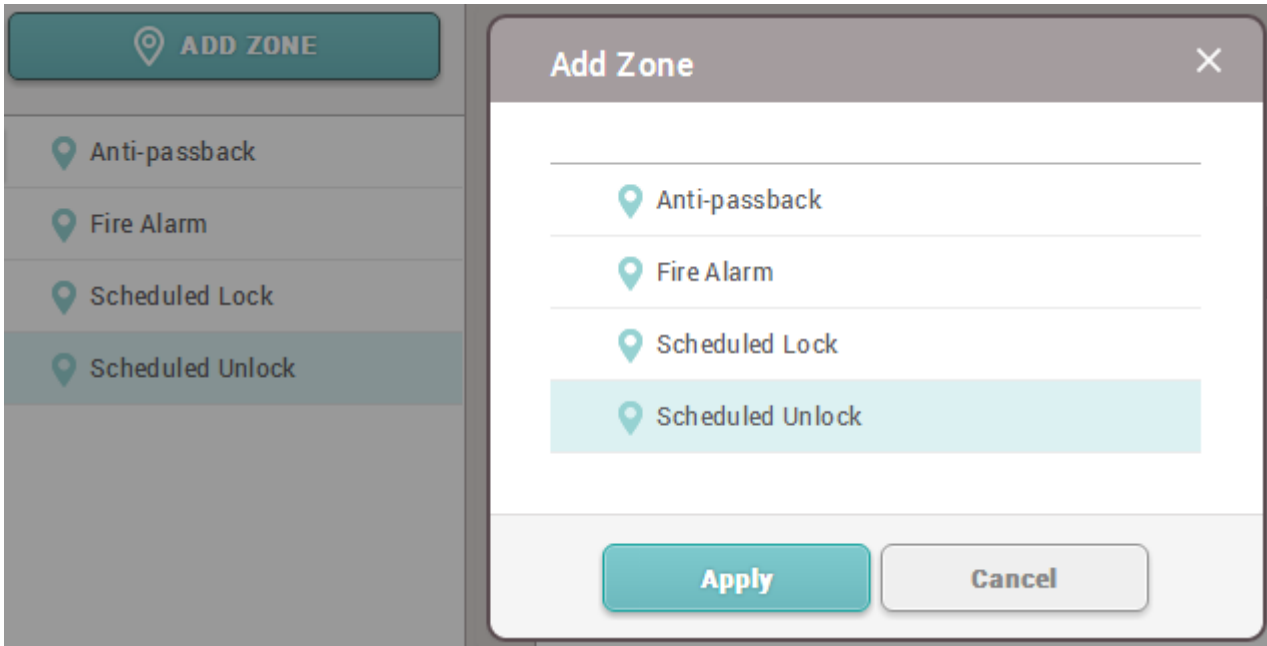 ADD ZONE
Anti-passback
Fire Alarm
Scheduled Lock
Scheduled Unlock
Add Zone
Anti-passback
Fire Alarm
Scheduled Lock
Scheduled Unlock
Apply
Cancel